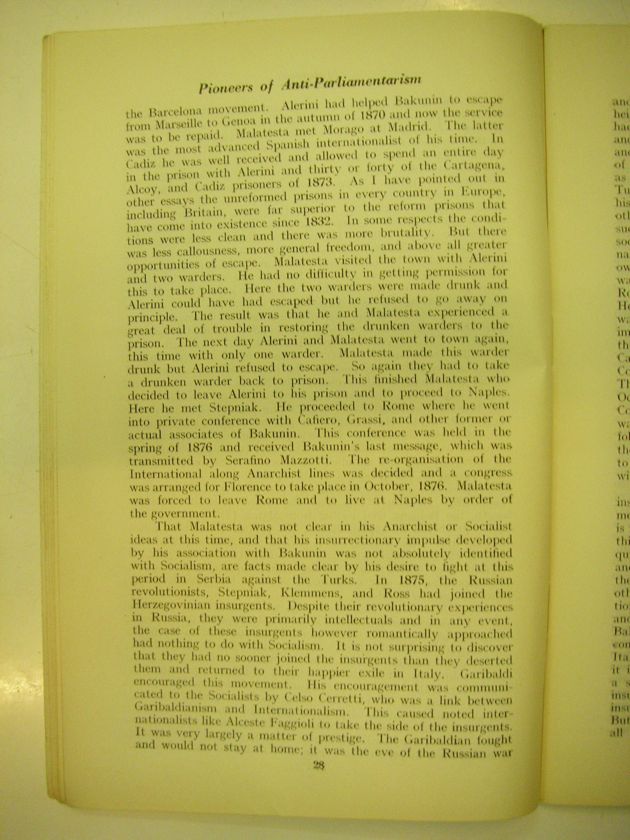 Pioneers of Anti-Parliamentarism
the Barcelona movement. Alerini had helped Bakunin to escape
from Marseille to Genoa in the autumn of 1870 and now the service
was to be repaid. Malatesta met Morago at Madrid. The latter
was the most advanced Spanish internationalist of his time. In
Cadiz he was well received and allowed to spend an entire day
in the prison with Alerini and thirty or forty of the Cartagena,
Alcoy, and Cadiz prisoners of 1873. As I have pointed out in
other essays the unreformed prisons in every country in Europe,
including Britain, were far superior to the reform prisons that
have come into existence since 1832. In some respects the condi-
tions were less clean and there was more brutality. But there
was less callousness, more general freedom, and above all greater
opportunities of escape. Malatesta visited the town with Alerini
and two warders. He had no difficulty in getting permission for
this to take place. Here the two warders were made drunk and
Alerini could have had escaped but he refused to go away on
principle. The result was that he and Malatesta experienced a
great deal of trouble in restoring the drunken warders to the
prison. The next day Alerini and Malatesta went to town again,
this time with only one warder. Malatesta made this warder
drunk but Alerini refused to escape. So again they had to take
a drunken warder back to prison. This finished Malatesta who
decided to leave Alerini to his prison and to proceed to Naples.
Here he met Stepniak. He proceeded to Rome where he went
into private conference with Cafiero, Grassi, and other former or
actual associates of Bakunin. This conference was held in the
spring of 1876 and received Bakunin's last message, which was
transmitted by Serafino Mazzotti. The re-organisation of the
International along Anarchist lines was decided and a congress
was arranged for Florence to take place in October, 1876. Malatesta
was forced to leave Rome and to live at Naples by order of
the government.
That Malatesta was not clear in his Anarchist or Socialist
ideas at this time, and that his insurrectionary impulse developed
by his association with Bakunin was not absolutely identified
with Socialism, are facts made clear by his desire to fight at this
period in Serbia against the Turks. In 1875, the Russian
revolutionists, Stepniak, Klemmens, and Ross had joined the
Herzegovinian insurgents. Despite their revolutionary experiences
in Russia, they were primarily intellectuals and in any event,
the case of these insurgents however romantically approached
had nothing to do with Socialism. It is not surprising to discover
that they had no sooner joined the insurgents than they deserted
them and returned to their happier exile in Italy. Garibaldi
encouraged this movement. His encouragement was communi-
cated to the Socialists by Celso Cerretti, who was a link between
Garibaldianism and Internationalism. This caused noted inter-
nationalists like Alceste Faggioli to take the side of the insurgents.
It was very largely a matter of prestige. The Garibaldian fought
and would not stay at home; it was the eve of the Russian war
28